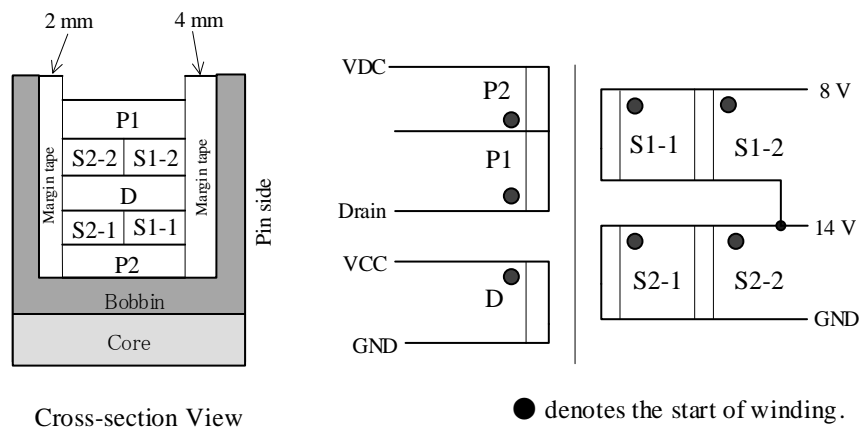 2 mm
4 mm
P1
S2-2
S1-2
D
S2-1
S1-1
P2
Margin tape
Margin tape
Pin side
Bobbin
Core
Cross-section View
VDC
P2
P1
Drain
VCC
D
GND
8 V
S1-1
S1-2
14 V
S2-1
S2-2
GND
denotes the start of winding.